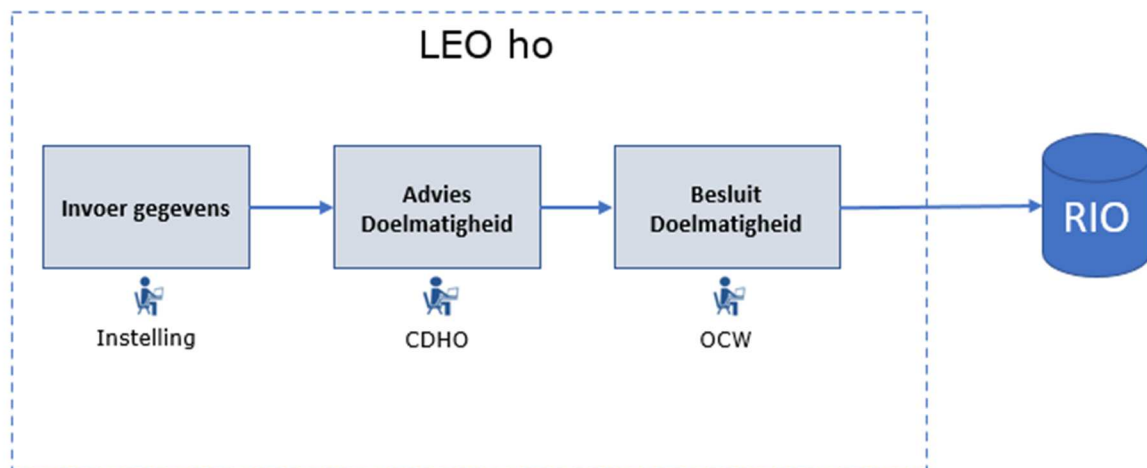 LEO ho
Invoer gegevens
Advies
Doelmatigheid
Besluit
Doelmatigheid
RIO
Instelling
CDHO
OCW